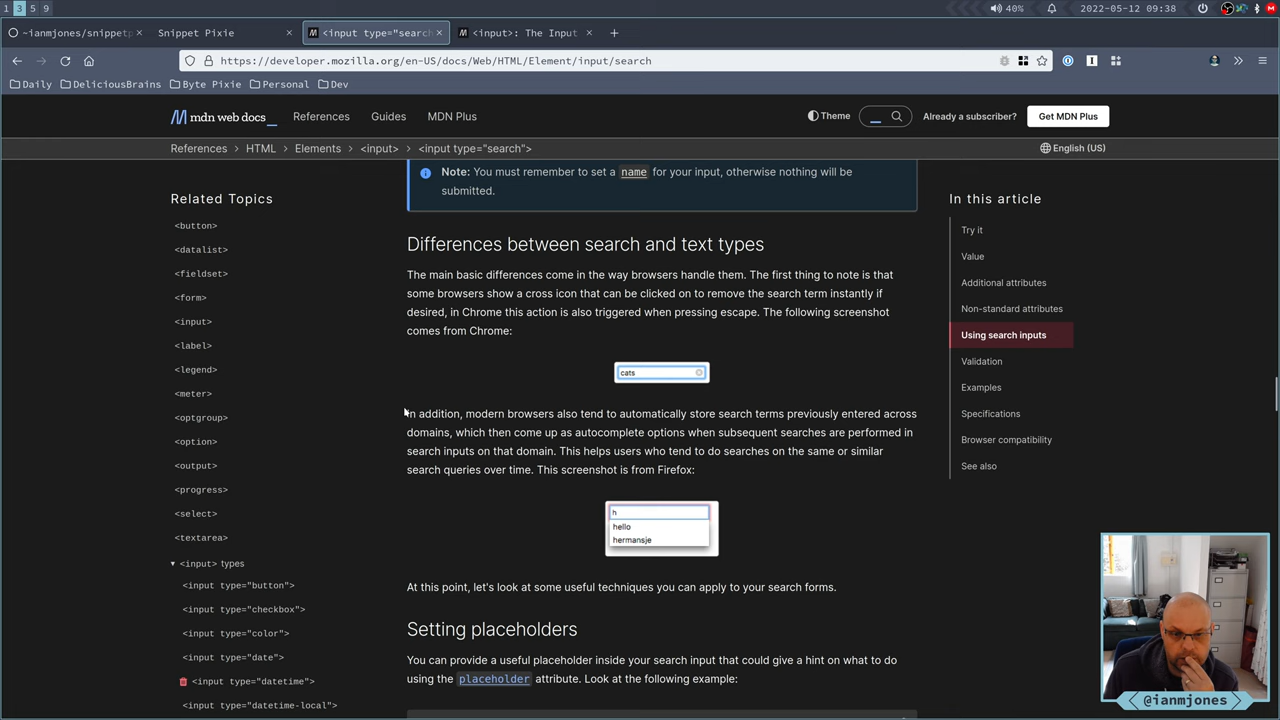 1 3 5 9
40%
2022-05-12 09:38
~ianmjones/snippetp ×
Snippet Pixie ×
<input type="search ×
<input>: The Input ×
+
https://developer.mozilla.org/en-US/docs/Web/HTML/Element/input/search
Daily DeliciousBrains Byte Pixie Personal Dev
mdn web docs _
References Guides MDN Plus
Theme
Already a subscriber?
Get MDN Plus
References > HTML > Elements > <input> > <input type="search">
English (US)
Related Topics
<button>
<datalist>
<fieldset>
<form>
<input>
<label>
<legend>
<meter>
<optgroup>
<option>
<output>
<progress>
<select>
<textarea>
<input> types
<input type="button">
<input type="checkbox">
<input type="color">
<input type="date">
<input type="datetime">
<input type="datetime-local">
Note: You must remember to set a name for your input, otherwise nothing will be
submitted.
Differences between search and text types
The main basic differences come in the way browsers handle them. The first thing to note is that
some browsers show a cross icon that can be clicked on to remove the search term instantly if
desired, in Chrome this action is also triggered when pressing escape. The following screenshot
comes from Chrome:
cats
In addition, modern browsers also tend to automatically store search terms previously entered across
domains, which then come up as autocomplete options when subsequent searches are performed in
search inputs on that domain. This helps users who tend to do searches on the same or similar
search queries over time. This screenshot is from Firefox:
h
hello
hermansje
At this point, let's look at some useful techniques you can apply to your search forms.
Setting placeholders
You can provide a useful placeholder inside your search input that could give a hint on what to do
using the placeholder attribute. Look at the following example:
In this article
Try it
Value
Additional attributes
Non-standard attributes
Using search inputs
Validation
Examples
Specifications
Browser compatibility
See also
@ianmjones